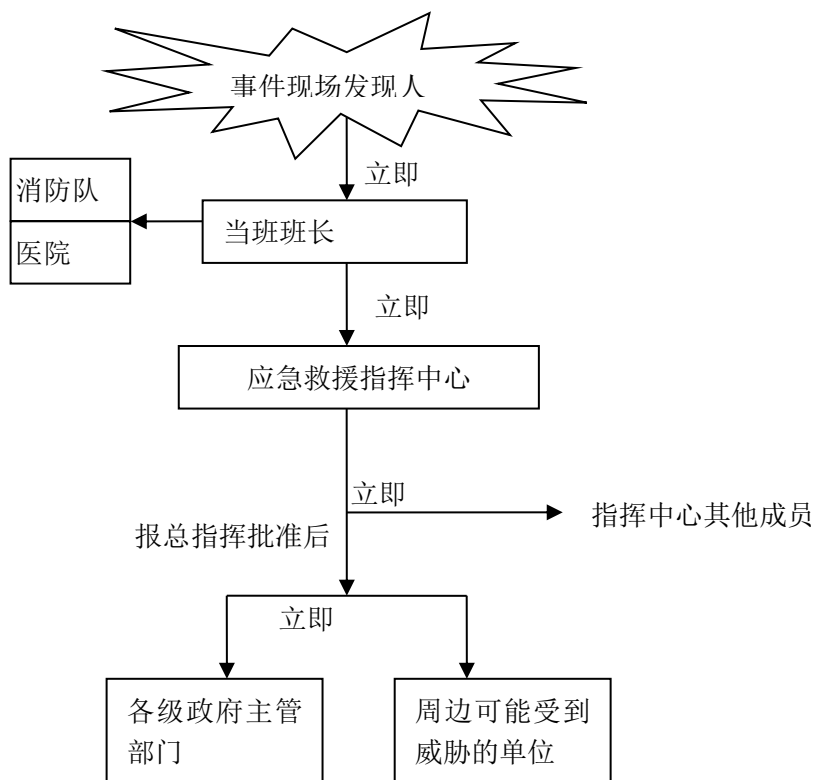 事件现场发现人
立即
消防队
当班班长
医院
立即
应急救援指挥中心
立即
指挥中心其他成员
报总指挥批准后
立即
各级政府主管
部门
周边可能受到
威胁的单位